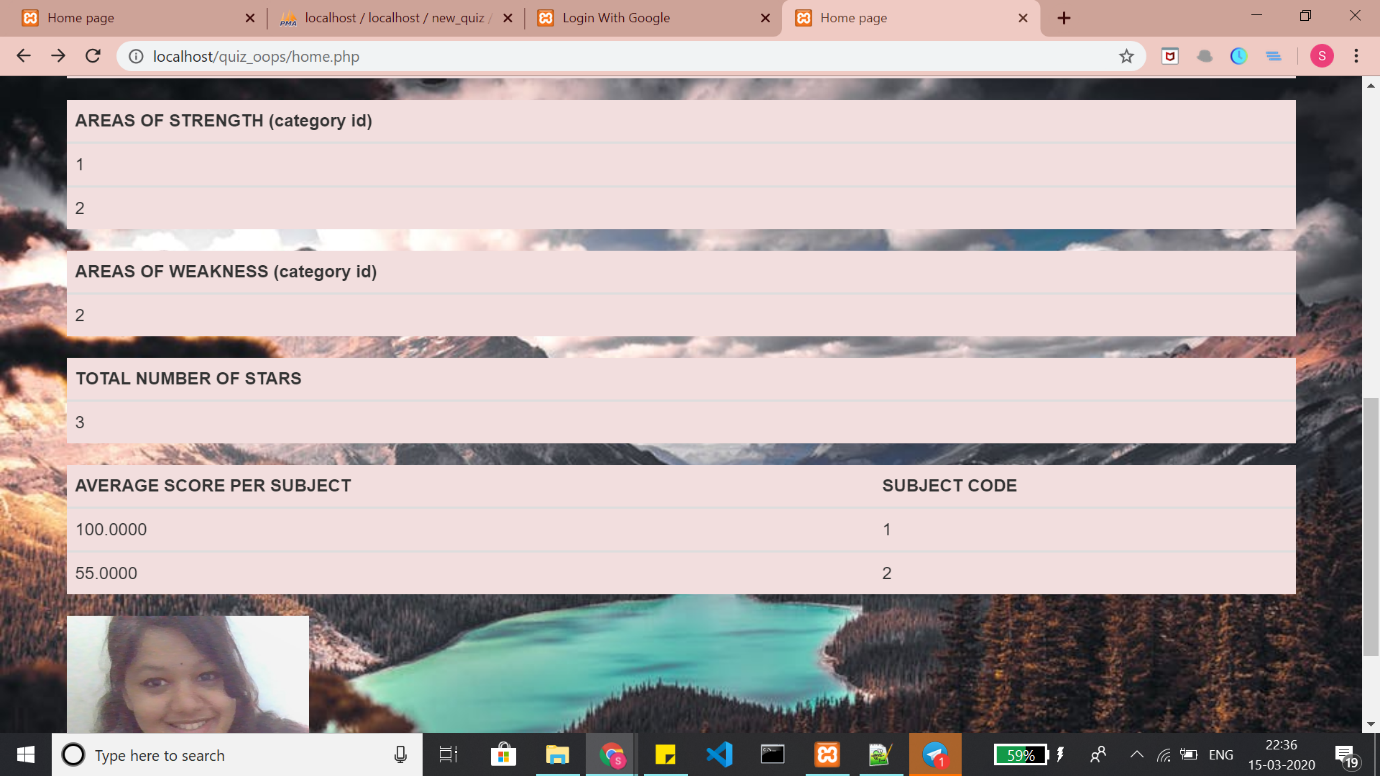 Home page
localhost / localhost / new_quiz /
Login With Google
Home page
localhost/quiz_oops/home.php
S
AREAS OF STRENGTH (category id)
1
2
AREAS OF WEAKNESS (category id)
2
TOTAL NUMBER OF STARS
3
AVERAGE SCORE PER SUBJECT SUBJECT CODE
100.0000 1
55.0000 2
Type here to search
S
1
59%
ENG
22:36
15-03-2020
19